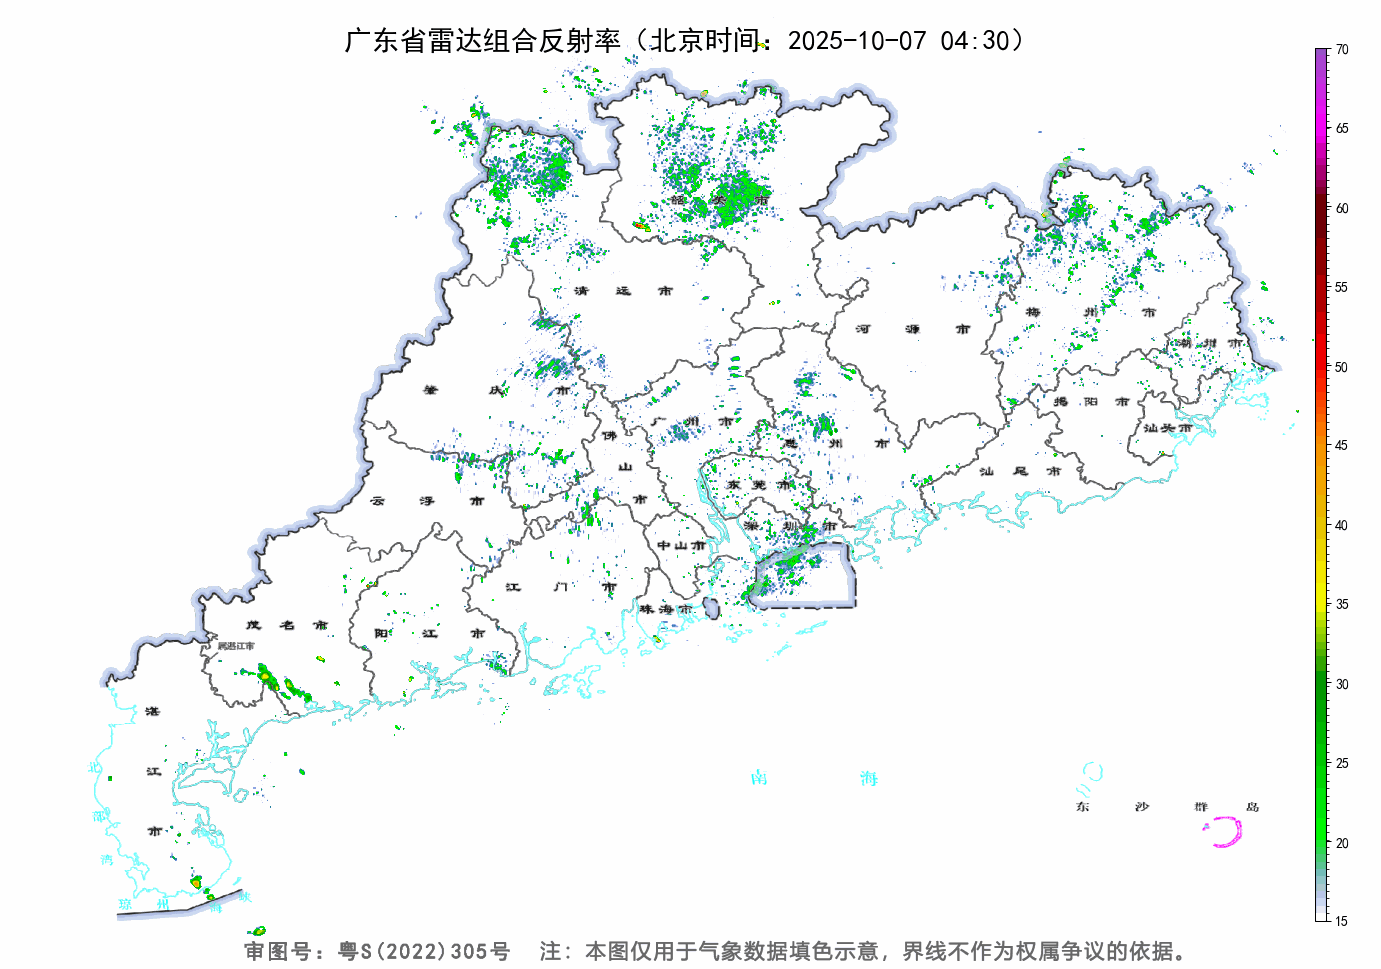 广东省雷达组合反射率（北京时间：2025-10-07 04:30）
70
65
60
55
50
45
40
35
30
25
20
15
韶关市
清远市
河源市
梅州市
潮州市
肇庆市
广州市
惠州市
揭阳市
汕头市
佛山市
东莞市
汕尾市
云浮市
深圳市
中山市
江门市
珠海市
茂名市
阳江市
属湛江市
湛江市
北部湾
琼州海峡
南海
东沙群岛
审图号：粤S(2022)305号 注：本图仅用于气象数据填色示意，界线不作为权属争议的依据。